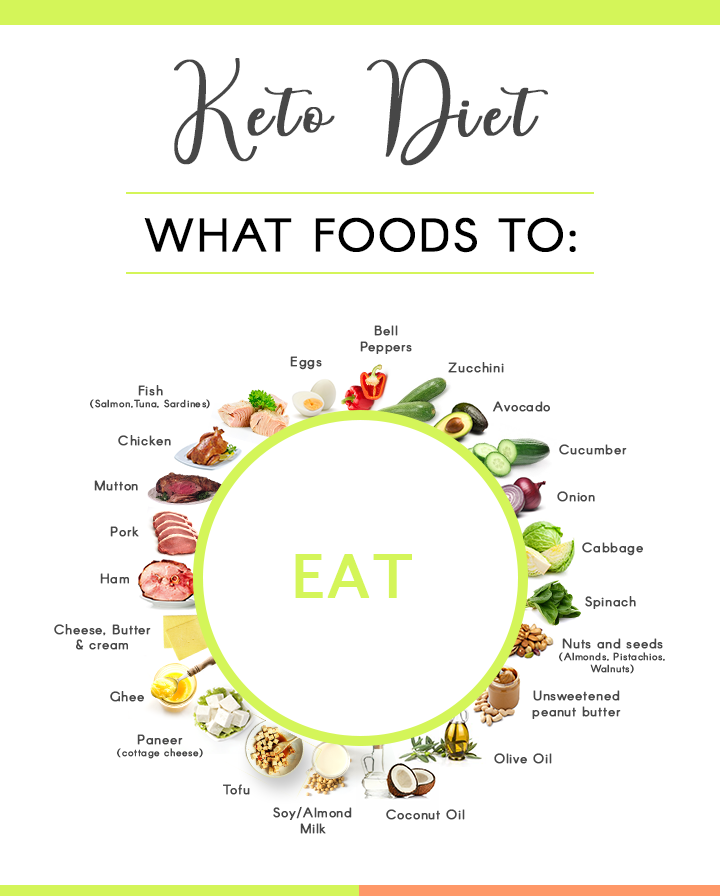 Keto Diet
WHAT FOODS TO:
Bell
Peppers
Zucchini
Avocado
Cucumber
Onion
Cabbage
Spinach
Nuts and seeds
(Almonds, Pistachios,
Walnuts)
Unsweetened
peanut butter
Olive Oil
Coconut Oil
Soy/Almond
Milk
Tofu
Paneer
(cottage cheese)
Ghee
Cheese, Butter
& cream
Ham
Pork
Mutton
Chicken
Fish
(Salmon,Tuna, Sardines)
Eggs
EAT